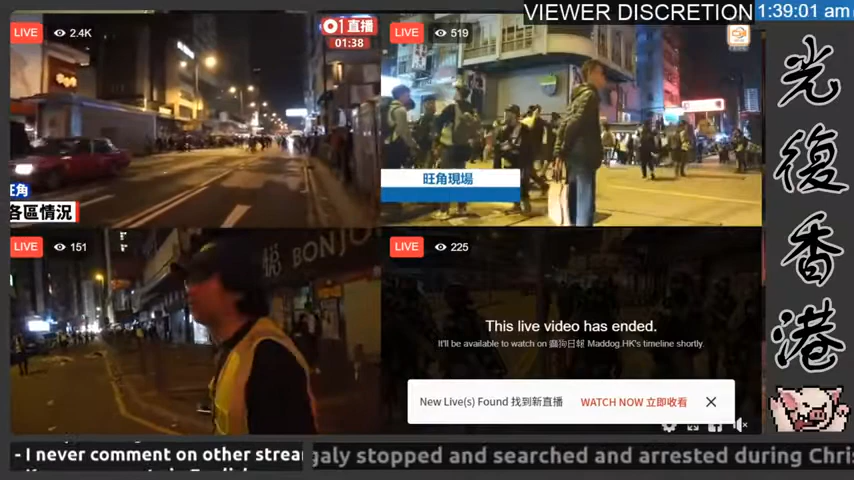 VIEWER DISCRETION
1:39:01 am
LIVE
2.4K
01直播
01:38
旺角
各區情況
LIVE
519
旺角現場
LIVE
151
BONJO
LIVE
225
This live video has ended.
It'll be available to watch on 癲狗日報 Maddog.HK's timeline shortly.
New Live(s) Found 找到新直播
WATCH NOW 立即收看
光復香港
- I never comment on other strea
galy stopped and searched and arrested during Chris